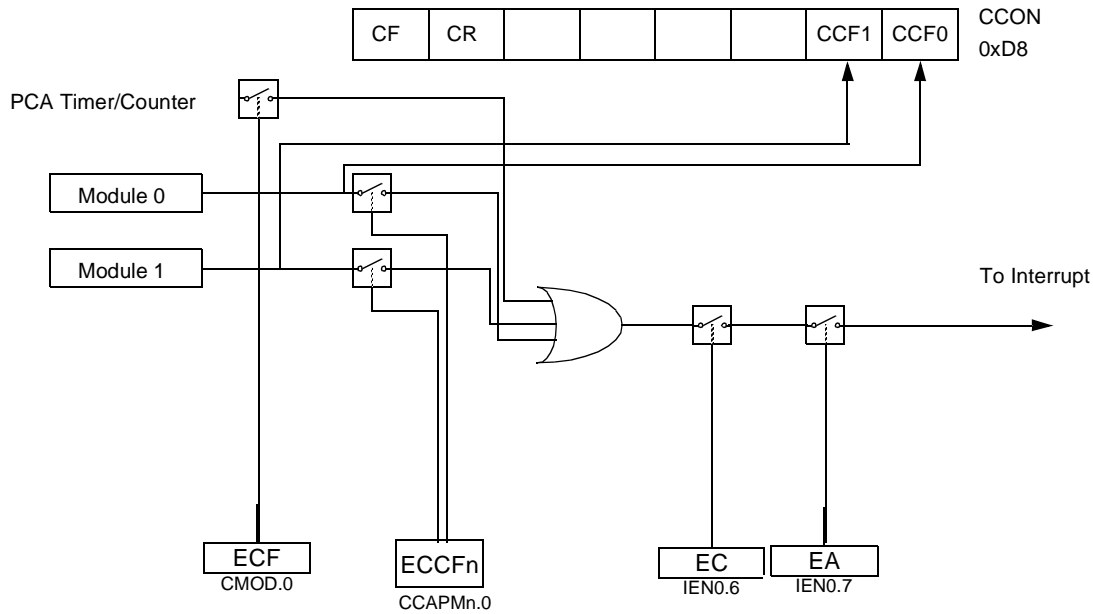 CF CR CCF1 CCF0 CCON
0xD8
PCA Timer/Counter
Module 0
Module 1
To Interrupt
ECF
CMOD.0
ECCFn
CCAPMn.0
EC
IEN0.6
EA
IEN0.7